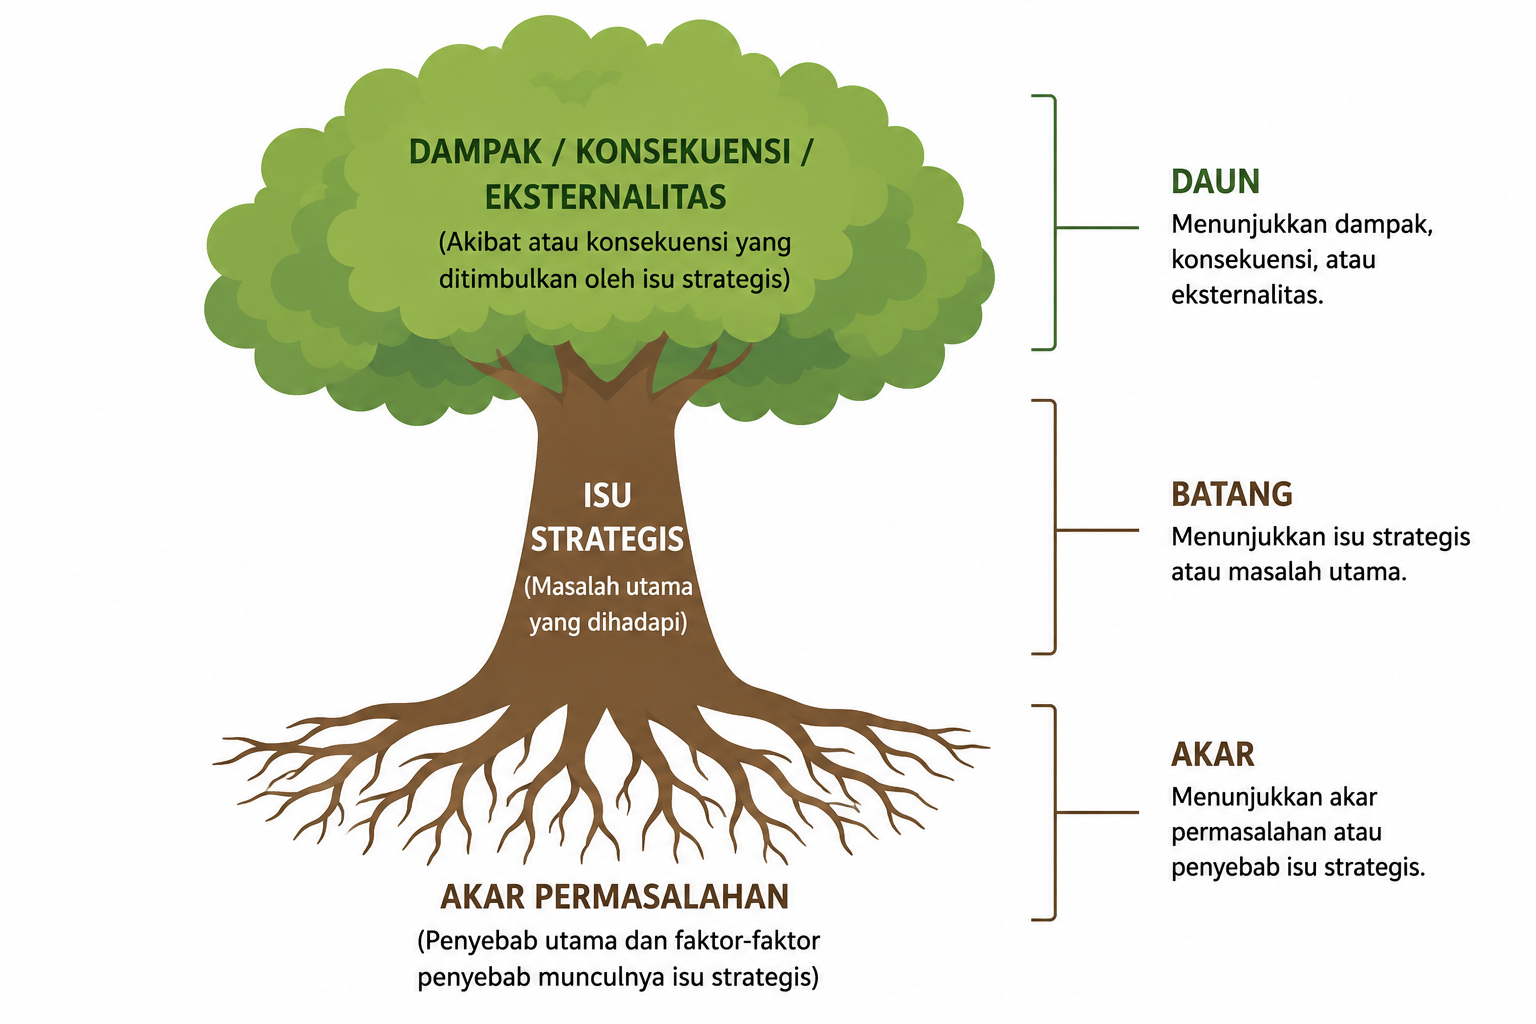 DAMPAK / KONSEKUENSI /
EKSTERNALITAS
(Akibat atau konsekuensi yang
ditimbulkan oleh isu strategis)
DAUN
Menunjukkan dampak,
konsekuensi, atau
eksternalitas.
ISU
STRATEGIS
(Masalah utama
yang dihadapi)
BATANG
Menunjukkan isu strategis
atau masalah utama.
AKAR
Menunjukkan akar
permasalahan atau
penyebab isu strategis.
AKAR PERMASALAHAN
(Penyebab utama dan faktor-faktor
penyebab munculnya isu strategis)